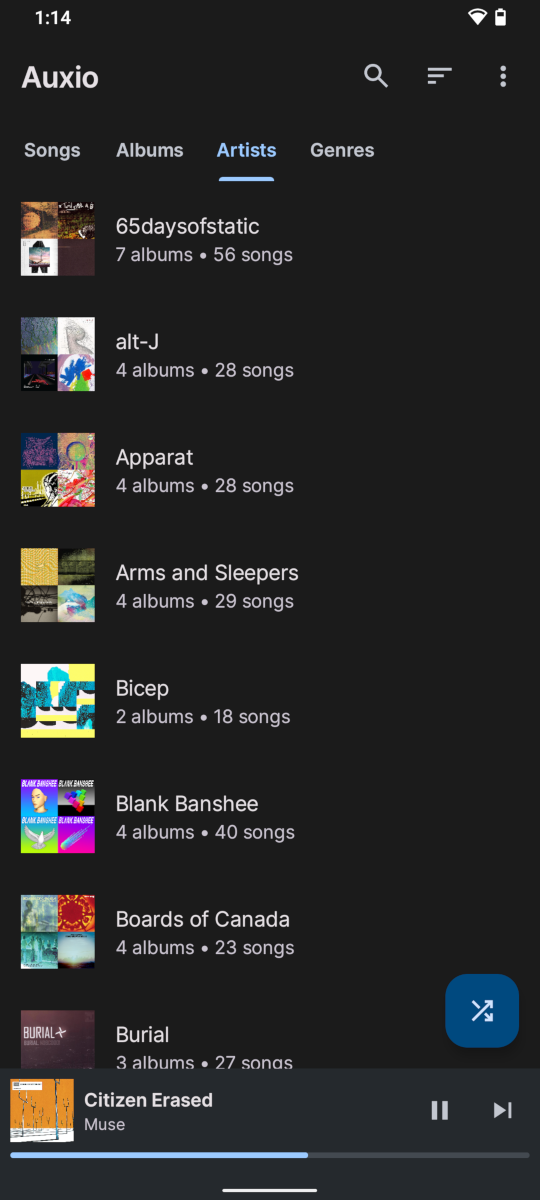 1:14
Auxio
Songs Albums Artists Genres
65daysofstatic
7 albums • 56 songs
alt-J
4 albums • 28 songs
Apparat
4 albums • 28 songs
Arms and Sleepers
4 albums • 29 songs
Bicep
2 albums • 18 songs
BLANK BANSHEE BLANK BANSHEE
BLANK BANSHEE BLANK BANSHEE
Blank Banshee
4 albums • 40 songs
Boards of Canada
4 albums • 23 songs
BURIAL
Burial
3 albums • 27 songs
Citizen Erased
Muse